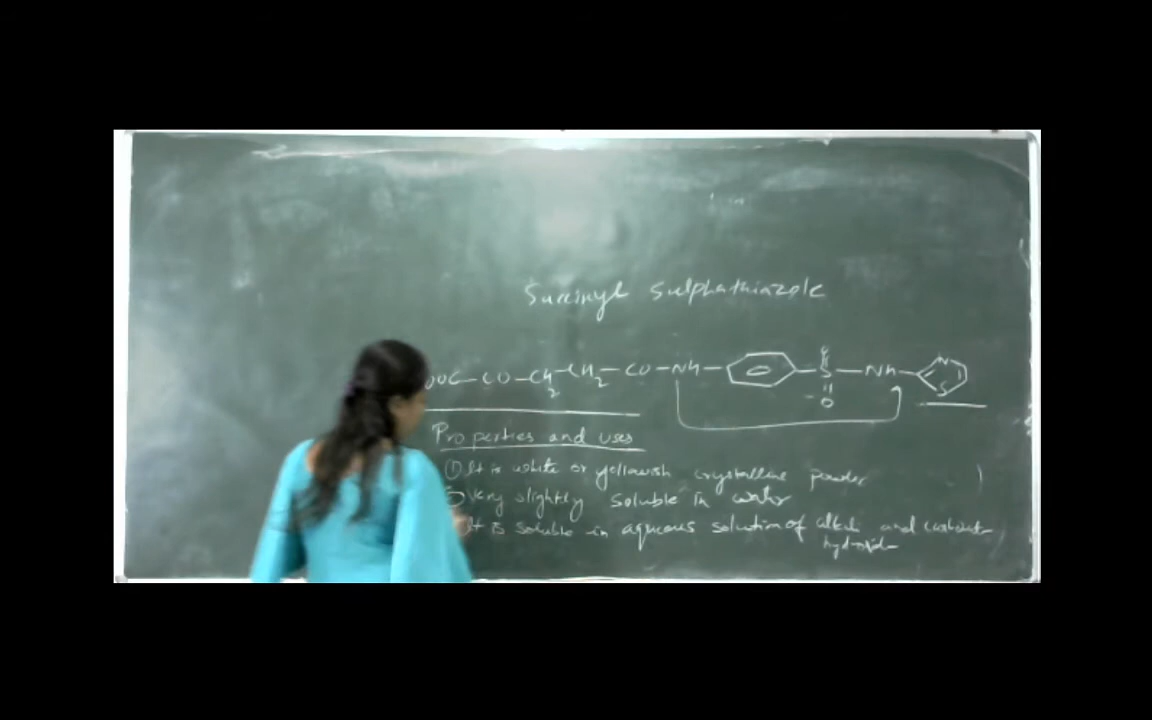 Succinyl Sulphathiazole
OOC-CO-CH2-CH2-CO-NH- -S- NH- N
O S
Properties and uses
① It is white or yellowish crystalline powder
Very slightly soluble in water
It is soluble in aqueous solution of alkali and carbonate
hydroxide